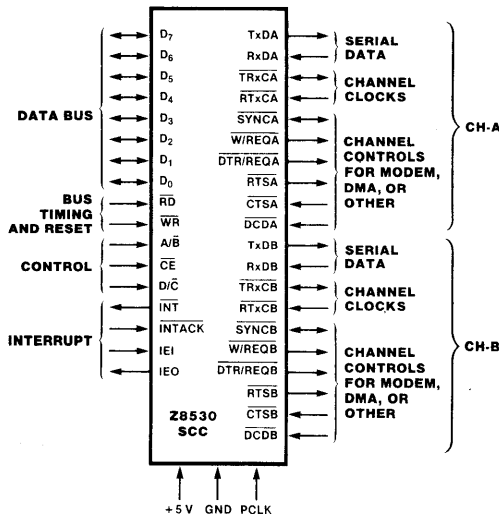 DATA BUS
BUS
TIMING
AND RESET
CONTROL
INTERRUPT
D7
D6
D5
D4
D3
D2
D1
D0
RD
WR
A/B
CE
D/C
INT
INTACK
IEI
IEO
TxDA
RxDA
TRxCA
RTxCA
SYNCA
W/REQA
DTR/REQA
RTSA
CTSA
DCDA
TxDB
RxDB
TRxCB
RTxCB
SYNCB
W/REQB
DTR/REQB
RTSB
CTSB
DCDB
Z8530
SCC
SERIAL
DATA
CHANNEL
CLOCKS
CHANNEL
CONTROLS
FOR MODEM,
DMA, OR
OTHER
CH-A
SERIAL
DATA
CHANNEL
CLOCKS
CHANNEL
CONTROLS
FOR MODEM,
DMA, OR
OTHER
CH-B
+5 V GND PCLK